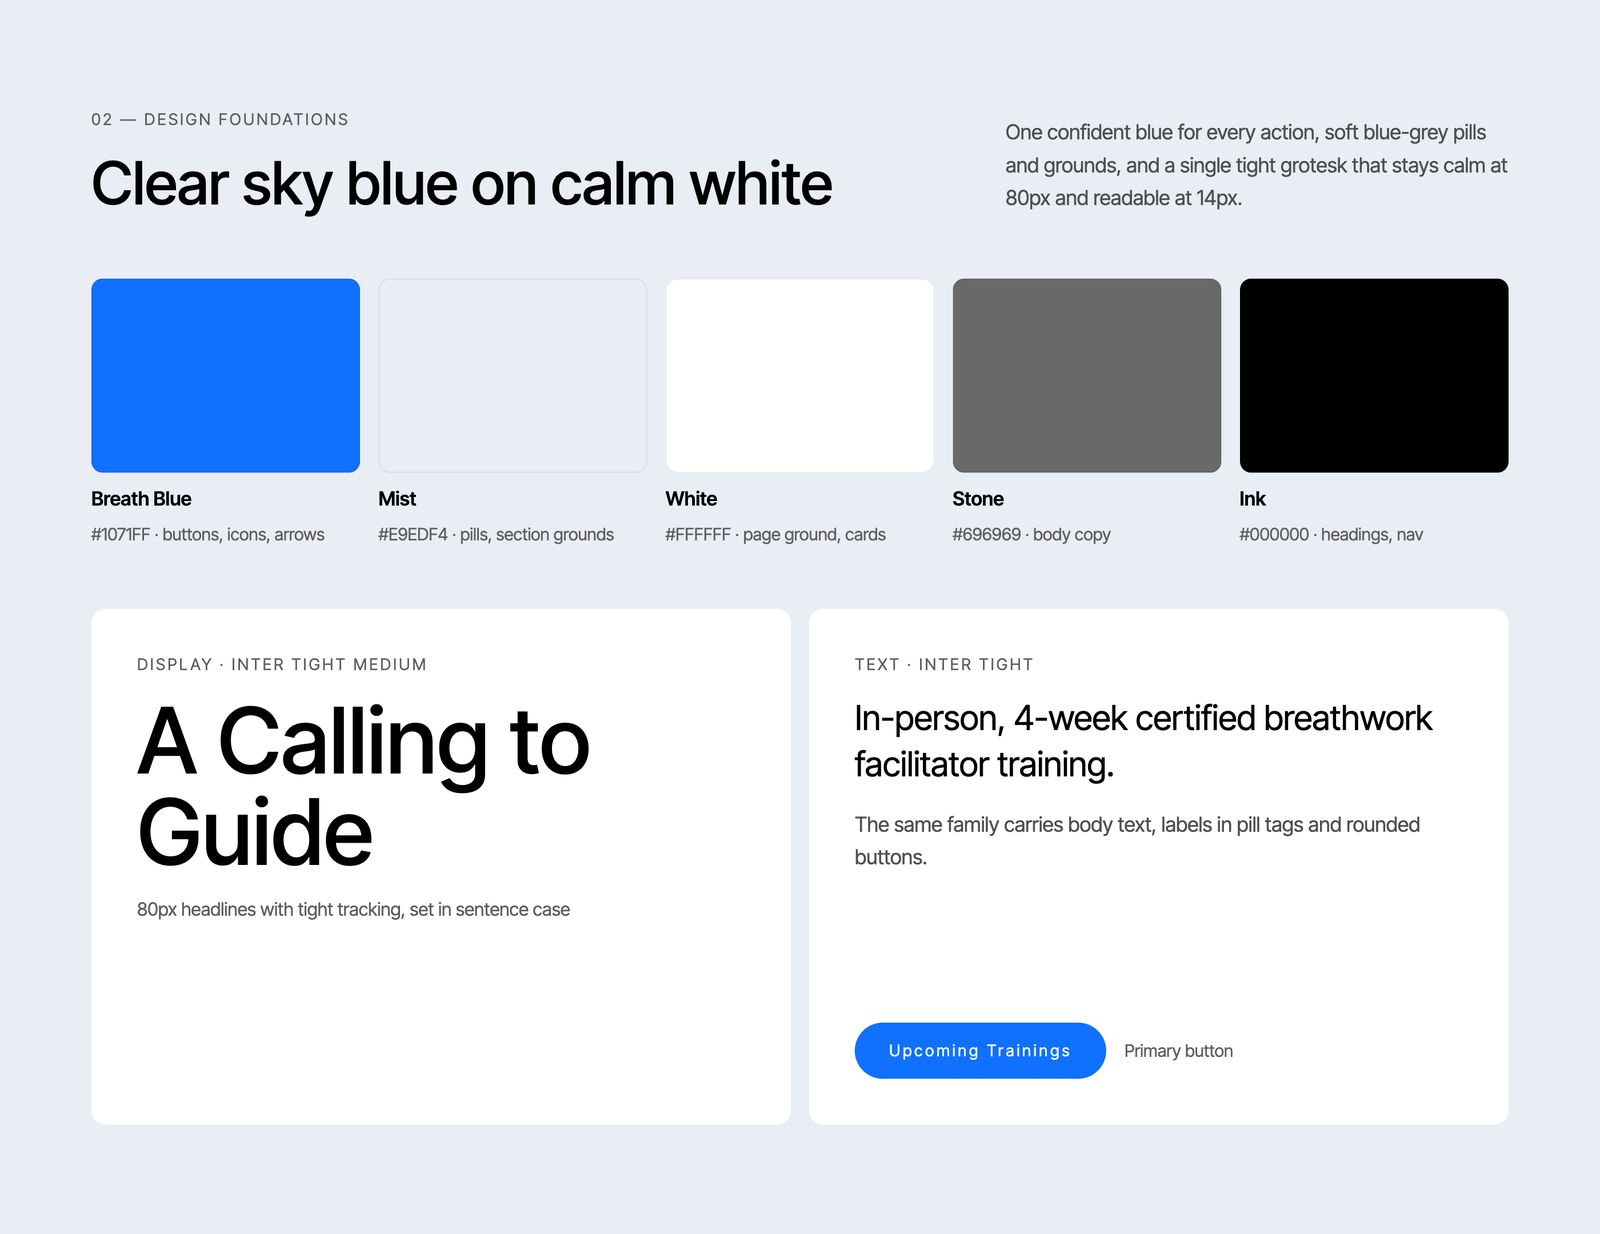 02 — DESIGN FOUNDATIONS
Clear sky blue on calm white
One confident blue for every action, soft blue-grey pills
and grounds, and a single tight grotesk that stays calm at
80px and readable at 14px.
Breath Blue
#1071FF · buttons, icons, arrows
Mist
#E9EDF4 · pills, section grounds
White
#FFFFFF · page ground, cards
Stone
#696969 · body copy
Ink
#000000 · headings, nav
DISPLAY · INTER TIGHT MEDIUM
A Calling to
Guide
80px headlines with tight tracking, set in sentence case
TEXT · INTER TIGHT
In-person, 4-week certified breathwork
facilitator training.
The same family carries body text, labels in pill tags and rounded
buttons.
Upcoming Trainings
Primary button